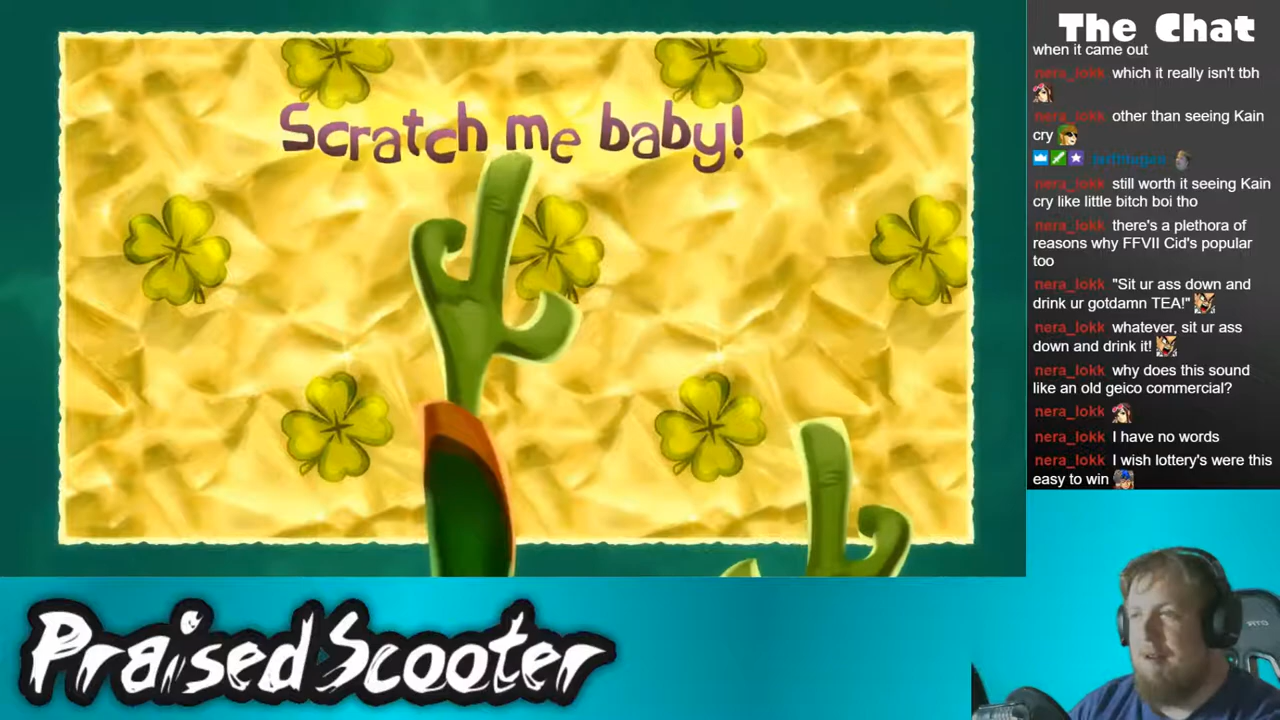 Scratch me baby!
The Chat
when it came out
nera_lokk which it really isn't tbh
nera_lokk other than seeing Kain
cry
nera_lokk still worth it seeing Kain
cry like little bitch boi tho
nera_lokk there's a plethora of
reasons why FFVII Cid's popular
too
nera_lokk "Sit ur ass down and
drink ur gotdamn TEA!"
nera_lokk whatever, sit ur ass
down and drink it!
nera_lokk why does this sound
like an old geico commercial?
nera_lokk
nera_lokk I have no words
nera_lokk I wish lottery's were this
easy to win
PraisedScooter